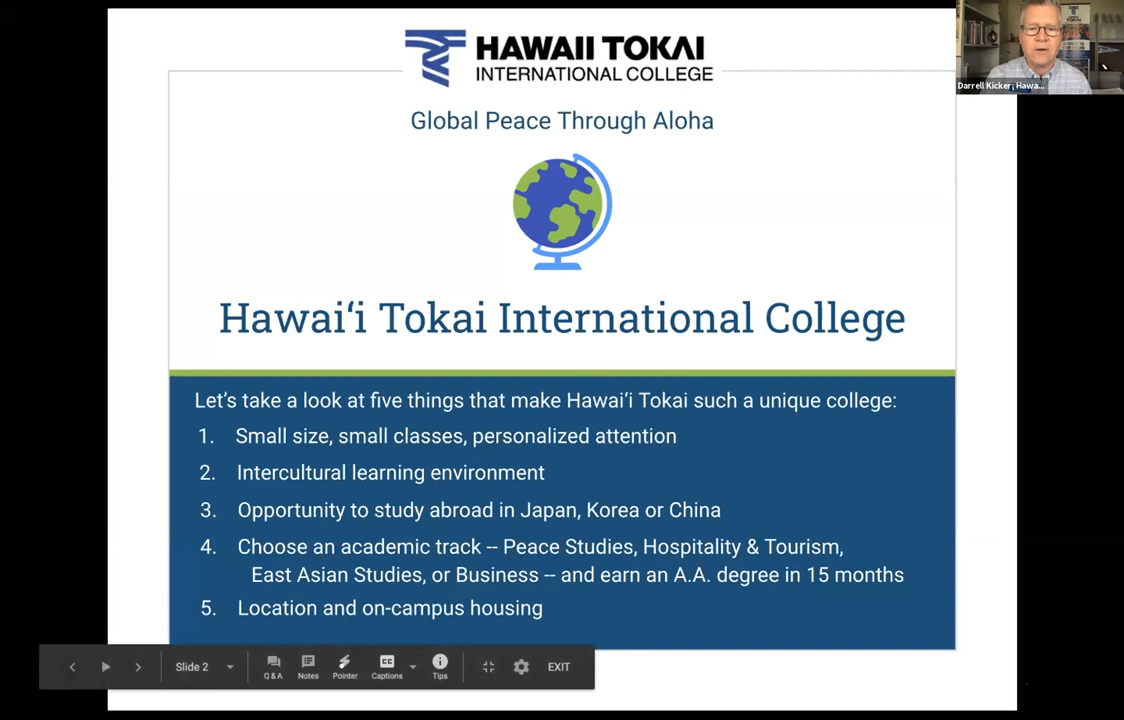 HAWAII TOKAI
INTERNATIONAL COLLEGE
Darrell Kicker, Hawa...
Global Peace Through Aloha
Hawaiʻi Tokai International College
Let's take a look at five things that make Hawaiʻi Tokai such a unique college:
1. Small size, small classes, personalized attention
2. Intercultural learning environment
3. Opportunity to study abroad in Japan, Korea or China
4. Choose an academic track -- Peace Studies, Hospitality & Tourism,
East Asian Studies, or Business -- and earn an A.A. degree in 15 months
5. Location and on-campus housing
Slide 2
Q & A
Notes
Pointer
CC
Captions
Tips
EXIT